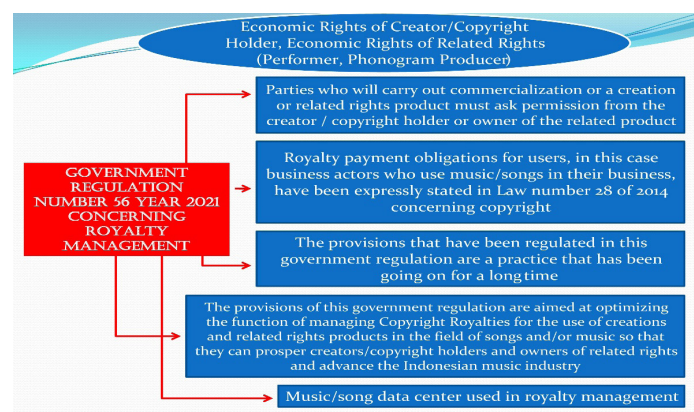 Economic Rights of Creator/Copyright
Holder, Economic Rights of Related Rights
(Performer, Phonogram Producer)
Parties who will carry out commercialization or a creation
or related rights product must ask permission from the
creator / copyright holder or owner of the related product
GOVERNMENT
REGULATION
NUMBER 56 YEAR 2021
CONCERNING
ROYALTY
MANAGEMENT
Royalty payment obligations for users, in this case
business actors who use music/songs in their business,
have been expressly stated in Law number 28 of 2014
concerning copyright
The provisions that have been regulated in this
government regulation are a practice that has been
going on for a long time
The provisions of this government regulation are aimed at optimizing
the function of managing Copyright Royalties for the use of creations
and related rights products in the field of songs and/or music so that
they can prosper creators/copyright holders and owners of related rights
and advance the Indonesian music industry
Music/song data center used in royalty management